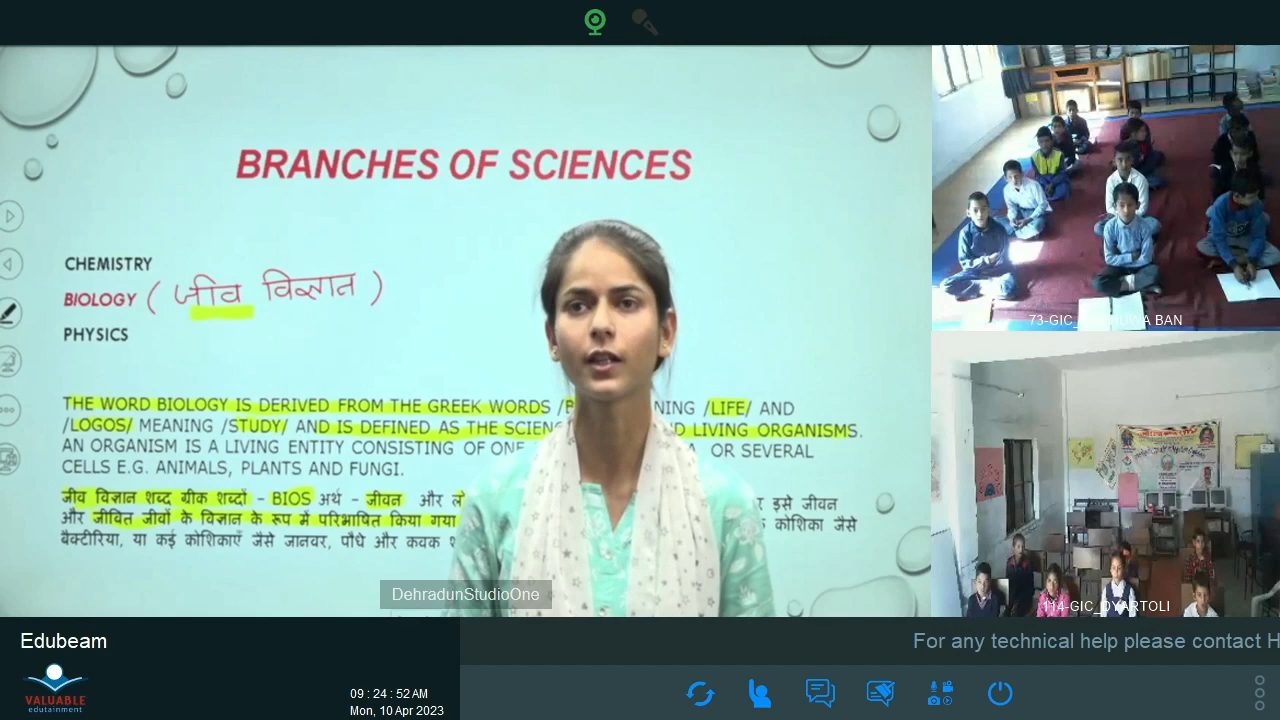 BRANCHES OF SCIENCES
CHEMISTRY
BIOLOGY ( जीव विज्ञान )
PHYSICS
THE WORD BIOLOGY IS DERIVED FROM THE GREEK WORDS / NING /LIFE/ AND
/LOGOS/ MEANING /STUDY/ AND IS DEFINED AS THE LIVING ORGANISMS.
AN ORGANISM IS A LIVING ENTITY CONSISTING OF ONE OR SEVERAL
CELLS E.G. ANIMALS, PLANTS AND FUNGI.
जीव विज्ञान शब्द ग्रीक शब्दों - BIOS अर्थ - जीवन और इसे जीवन
और जीवित जीवों के विज्ञान के रूप में परिभाषित किया गया कोशिका जैसे
बैक्टीरिया, या कई कोशिकाएँ जैसे जानवर, पौधे और कवक
DehradunStudioOne
73-GIC_ BAN
114-GIC_DYARTOLI
Edubeam
VALUABLE
edutainment
09 : 24 : 52 AM
Mon, 10 Apr 2023
For any technical help please contact H